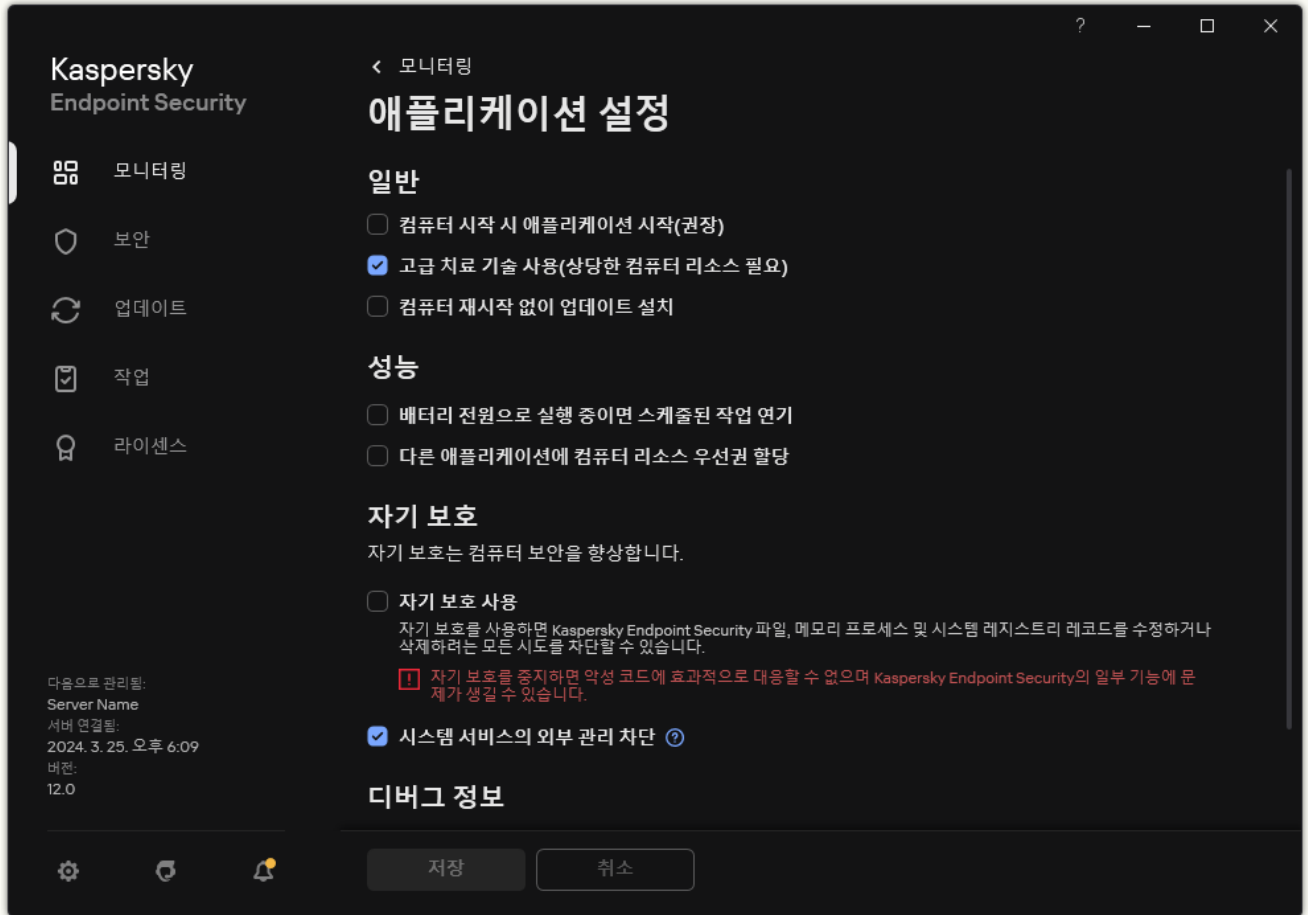 ?
Kaspersky
Endpoint Security
모니터링
보안
업데이트
작업
라이센스
다음으로 관리됨:
Server Name
서버 연결됨:
2024. 3. 25. 오후 6:09
버전:
12.0
모니터링
애플리케이션 설정
일반
컴퓨터 시작 시 애플리케이션 시작(권장)
고급 치료 기술 사용(상당한 컴퓨터 리소스 필요)
컴퓨터 재시작 없이 업데이트 설치
성능
배터리 전원으로 실행 중이면 스케줄된 작업 연기
다른 애플리케이션에 컴퓨터 리소스 우선권 할당
자기 보호
자기 보호는 컴퓨터 보안을 향상합니다.
자기 보호 사용
자기 보호를 사용하면 Kaspersky Endpoint Security 파일, 메모리 프로세스 및 시스템 레지스트리 레코드를 수정하거나
삭제하려는 모든 시도를 차단할 수 있습니다.
자기 보호를 중지하면 악성 코드에 효과적으로 대응할 수 없으며 Kaspersky Endpoint Security의 일부 기능에 문
제가 생길 수 있습니다.
시스템 서비스의 외부 관리 차단 ?
디버그 정보
저장
취소